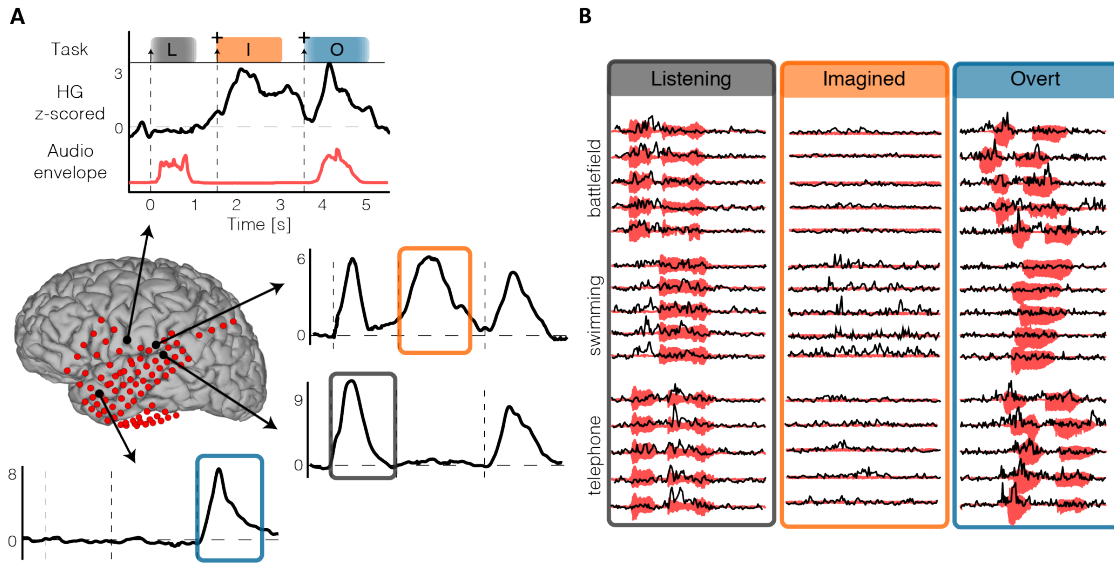 A
Task
L
I
O
3
HG
z-scored
0
Audio
envelope
0 1 2 3 4 5
Time [s]
6
0
9
0
8
0
B
Listening
Imagined
Overt
battlefield
swimming
telephone